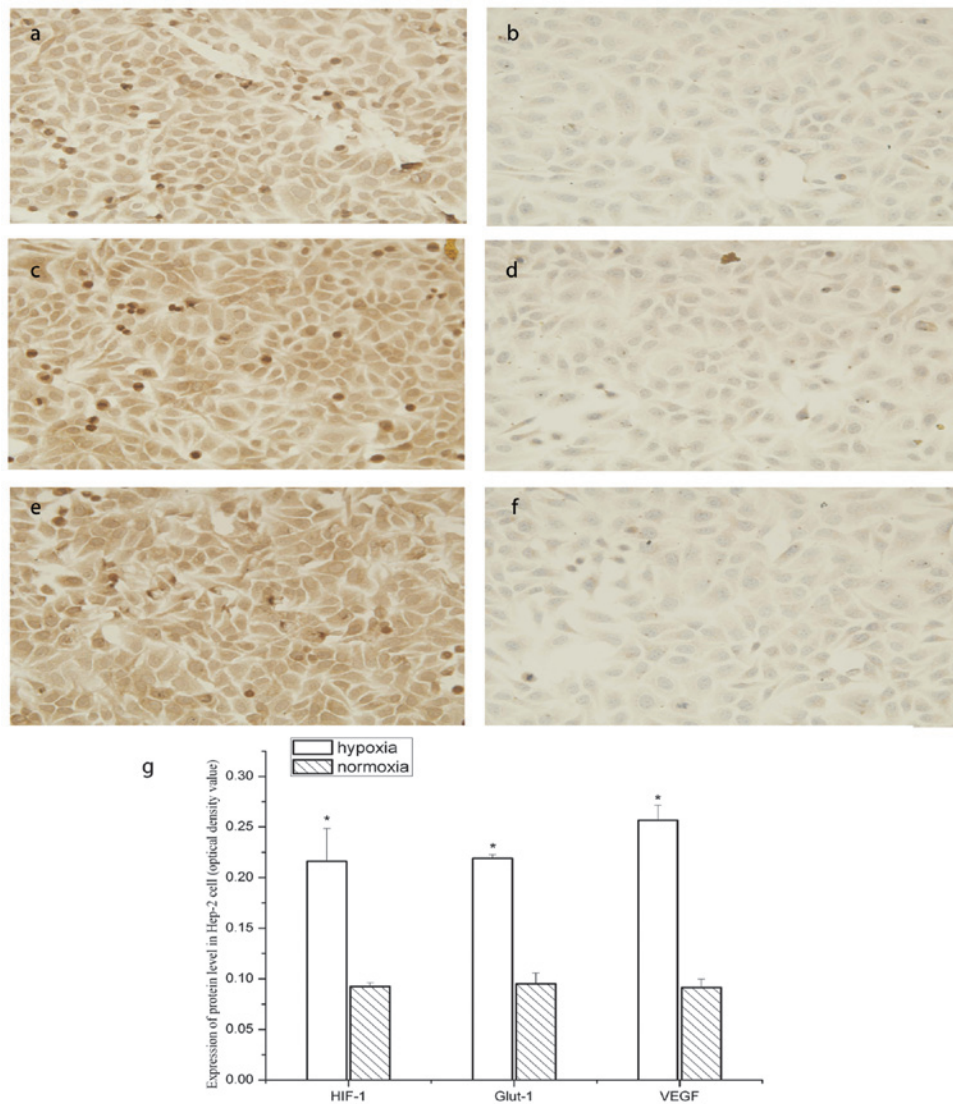 a
b
c
d
e
f
g
hypoxia
normoxia
Expression of protein level in Hep-2 cell (optical density value)
0.30
0.25
0.20
0.15
0.10
0.05
0.00
*
*
*
HIF-1
Glut-1
VEGF